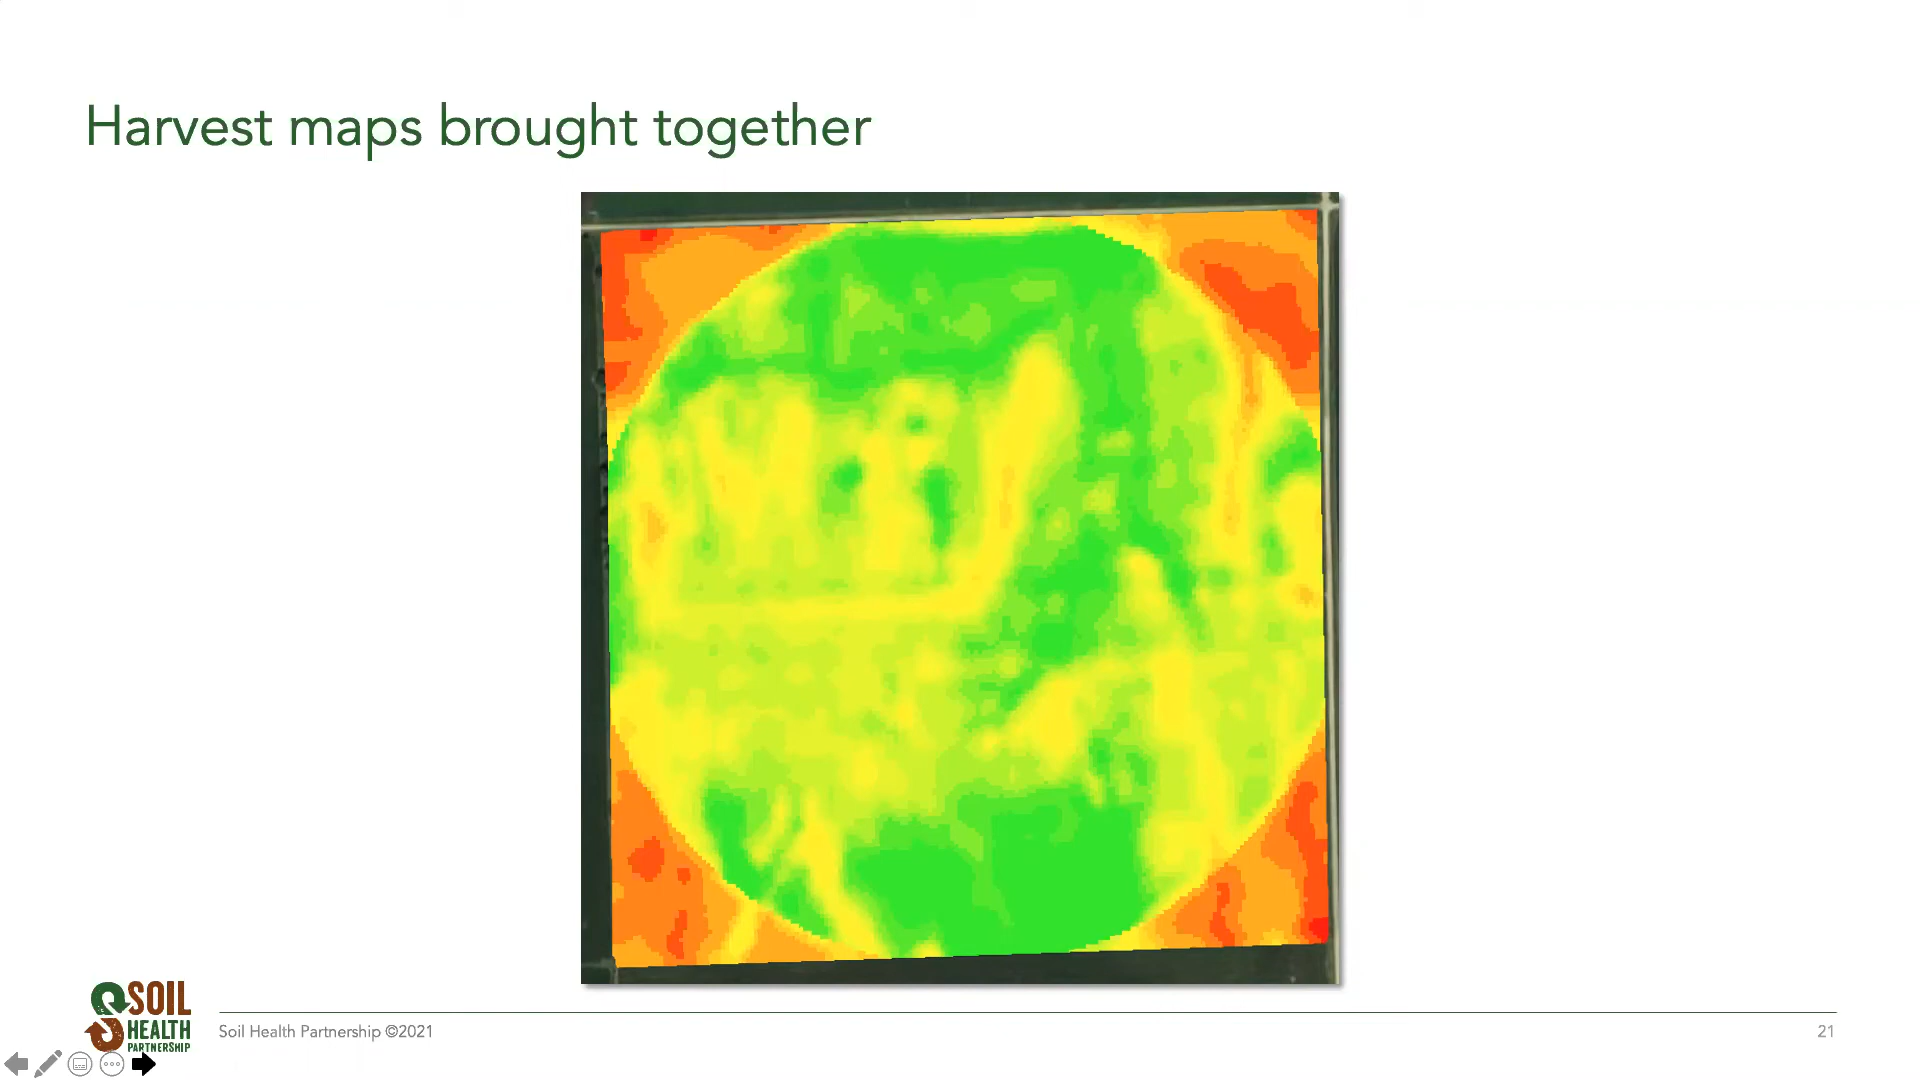 Harvest maps brought together
SOIL
HEALTH
PARTNERSHIP
Soil Health Partnership ©2021
21